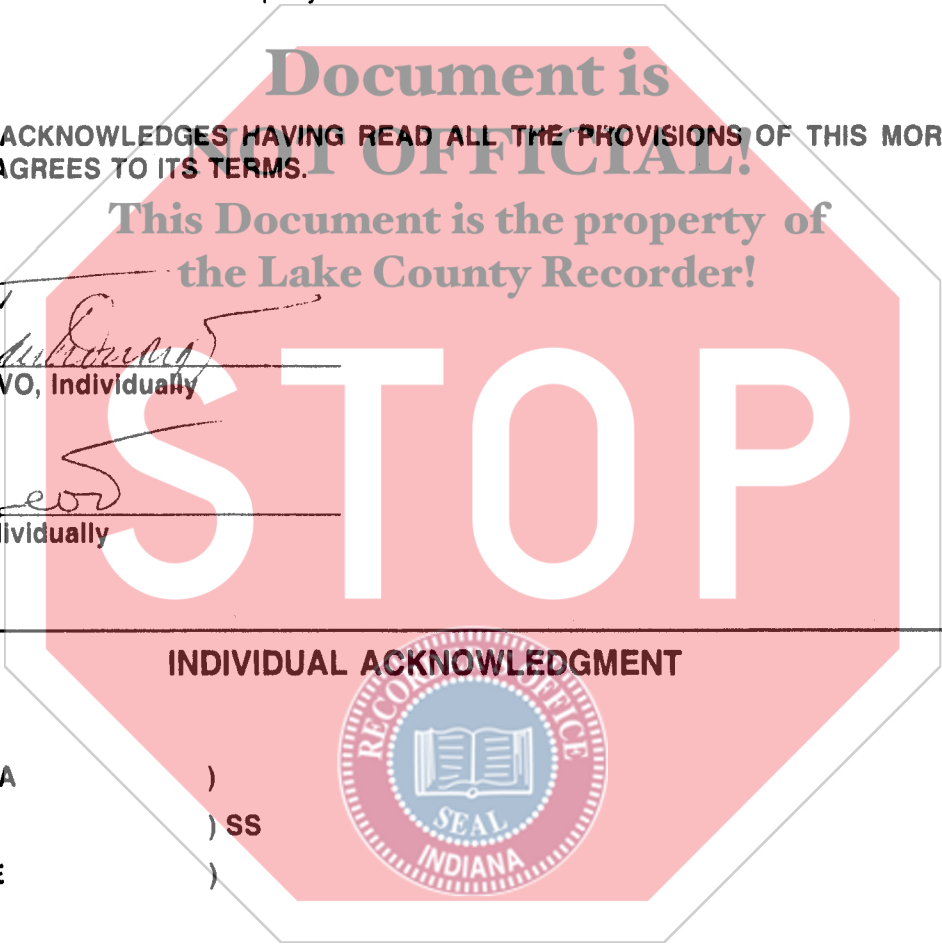 Document is
ACKNOWLEDGES HAVING READ ALL THE PROVISIONS OF THIS MOR
NOT OFFICIAL!
AGREES TO ITS TERMS.
This Document is the property of
the Lake County Recorder!
VO, Individually
STOP
ividually
INDIVIDUAL ACKNOWLEDGMENT
RECORDER'S OFFICE
A )
SEAL
) SS
INDIANA
E )